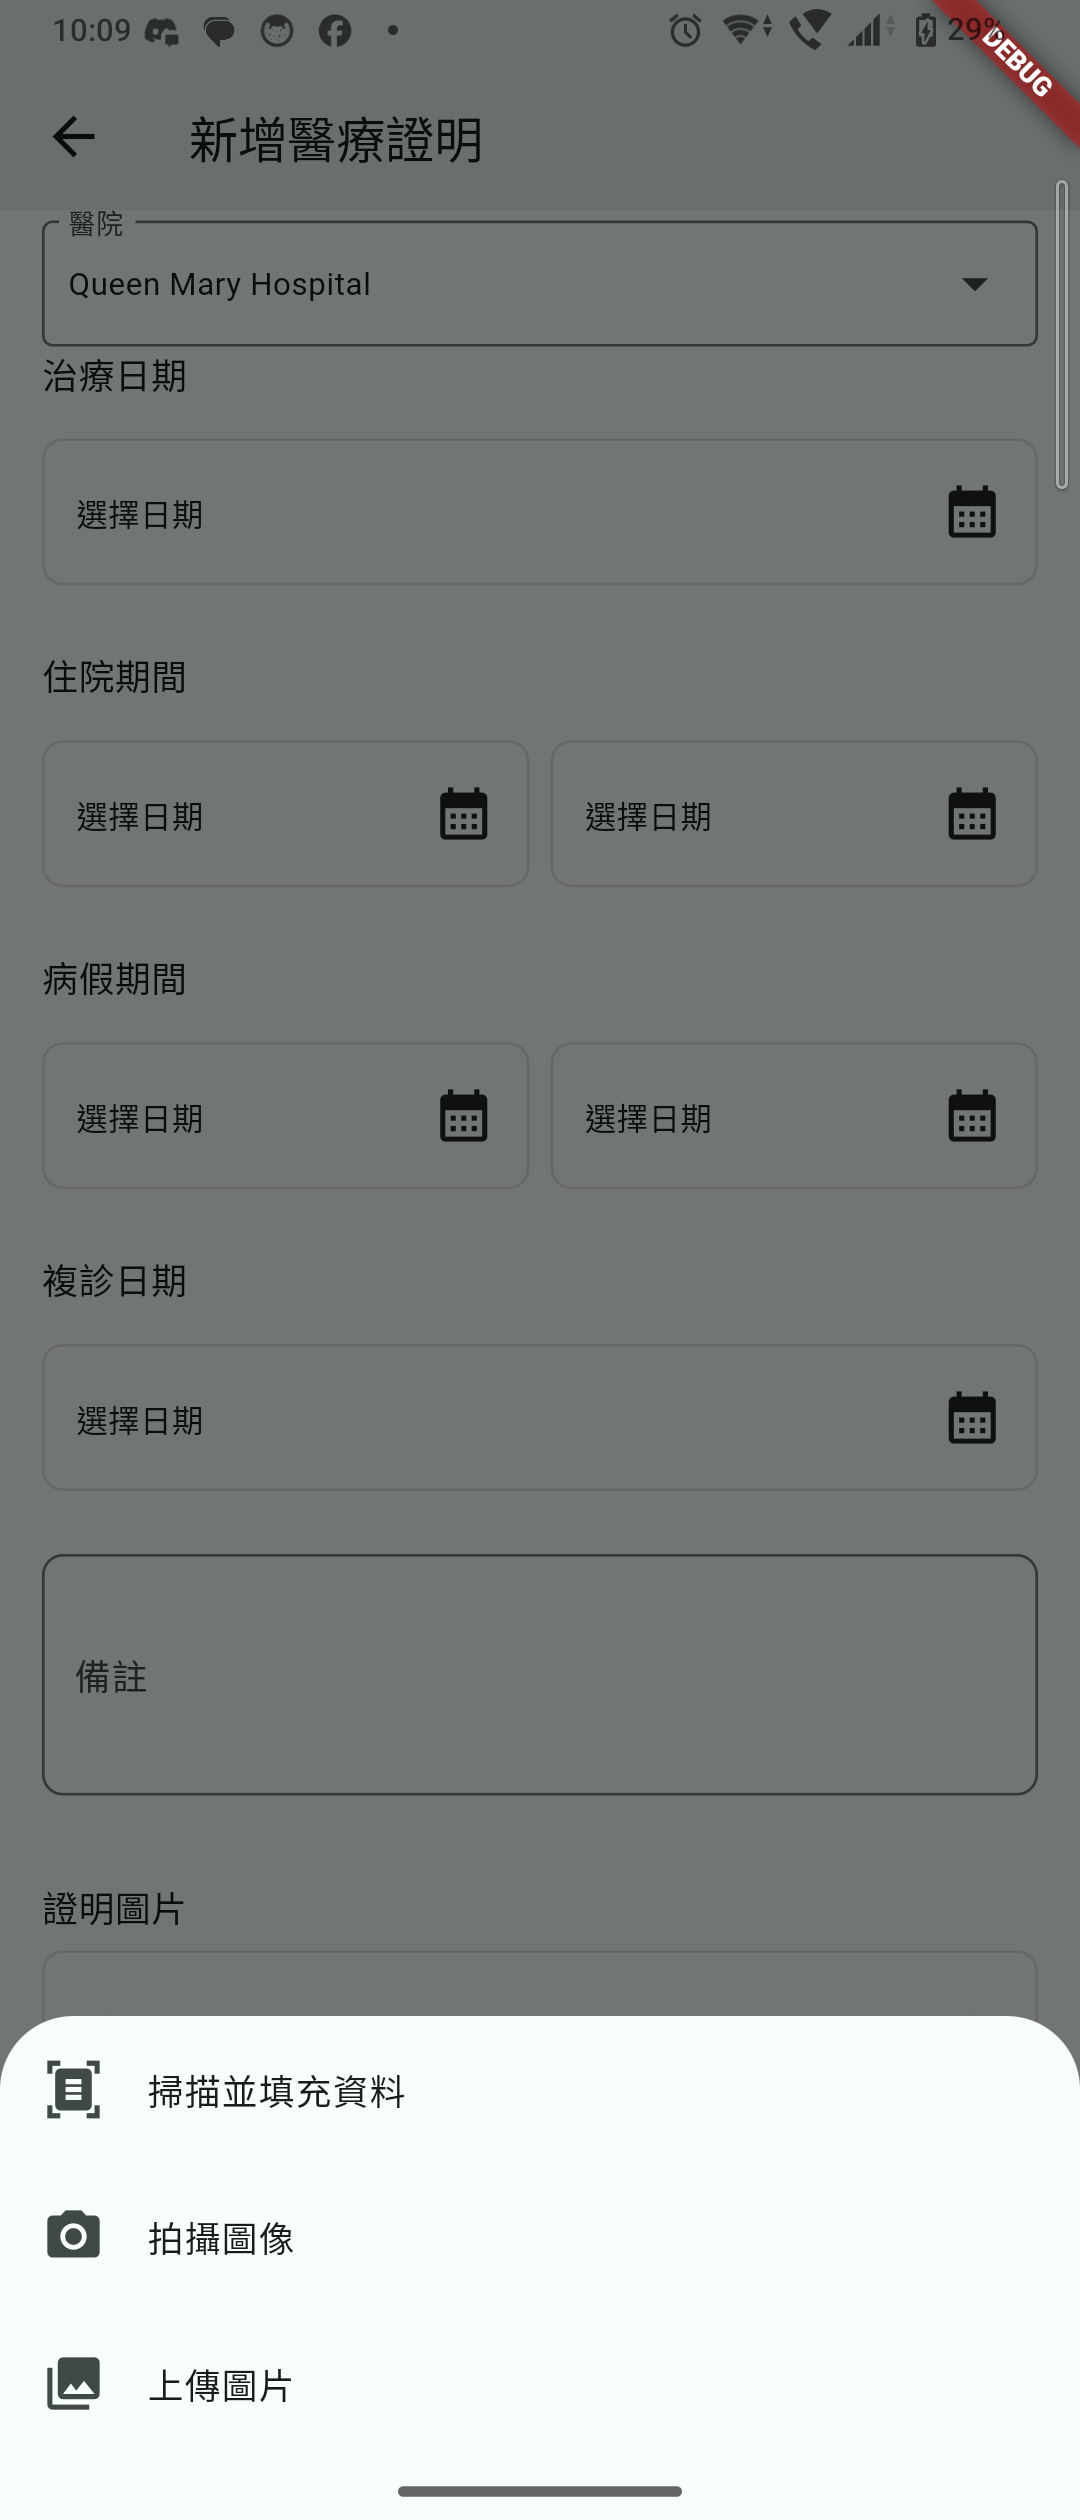 10:09
29%
DEBUG
新增醫療證明
醫院
Queen Mary Hospital
治療日期
選擇日期
住院期間
選擇日期 選擇日期
病假期間
選擇日期 選擇日期
複診日期
選擇日期
備註
證明圖片
掃描並填充資料
拍攝圖像
上傳圖片